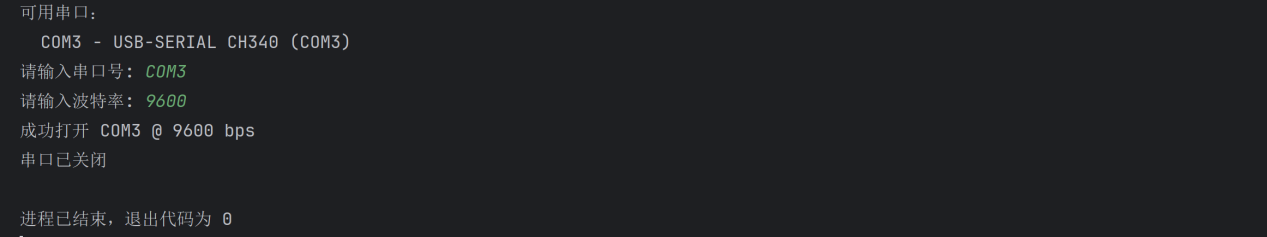 可用串口:
COM3 - USB-SERIAL CH340 (COM3)
请输入串口号: COM3
请输入波特率: 9600
成功打开 COM3 @ 9600 bps
串口已关闭
进程已结束，退出代码为 0